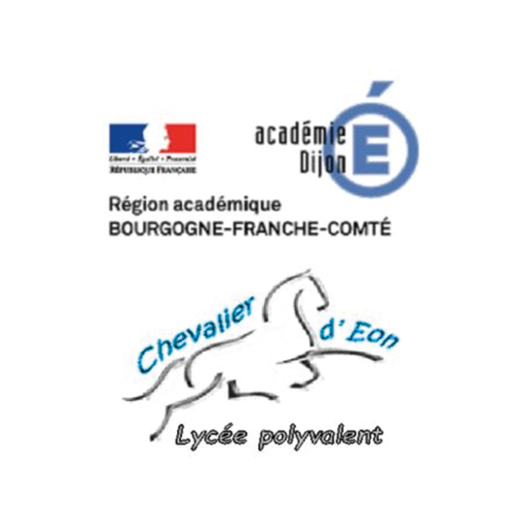 académie
Dijon
É
Liberté • Égalité • Fraternité
RÉPUBLIQUE FRANÇAISE
Région académique
BOURGOGNE-FRANCHE-COMTÉ
Chevalier
d'Eon
Lycée polyvalent